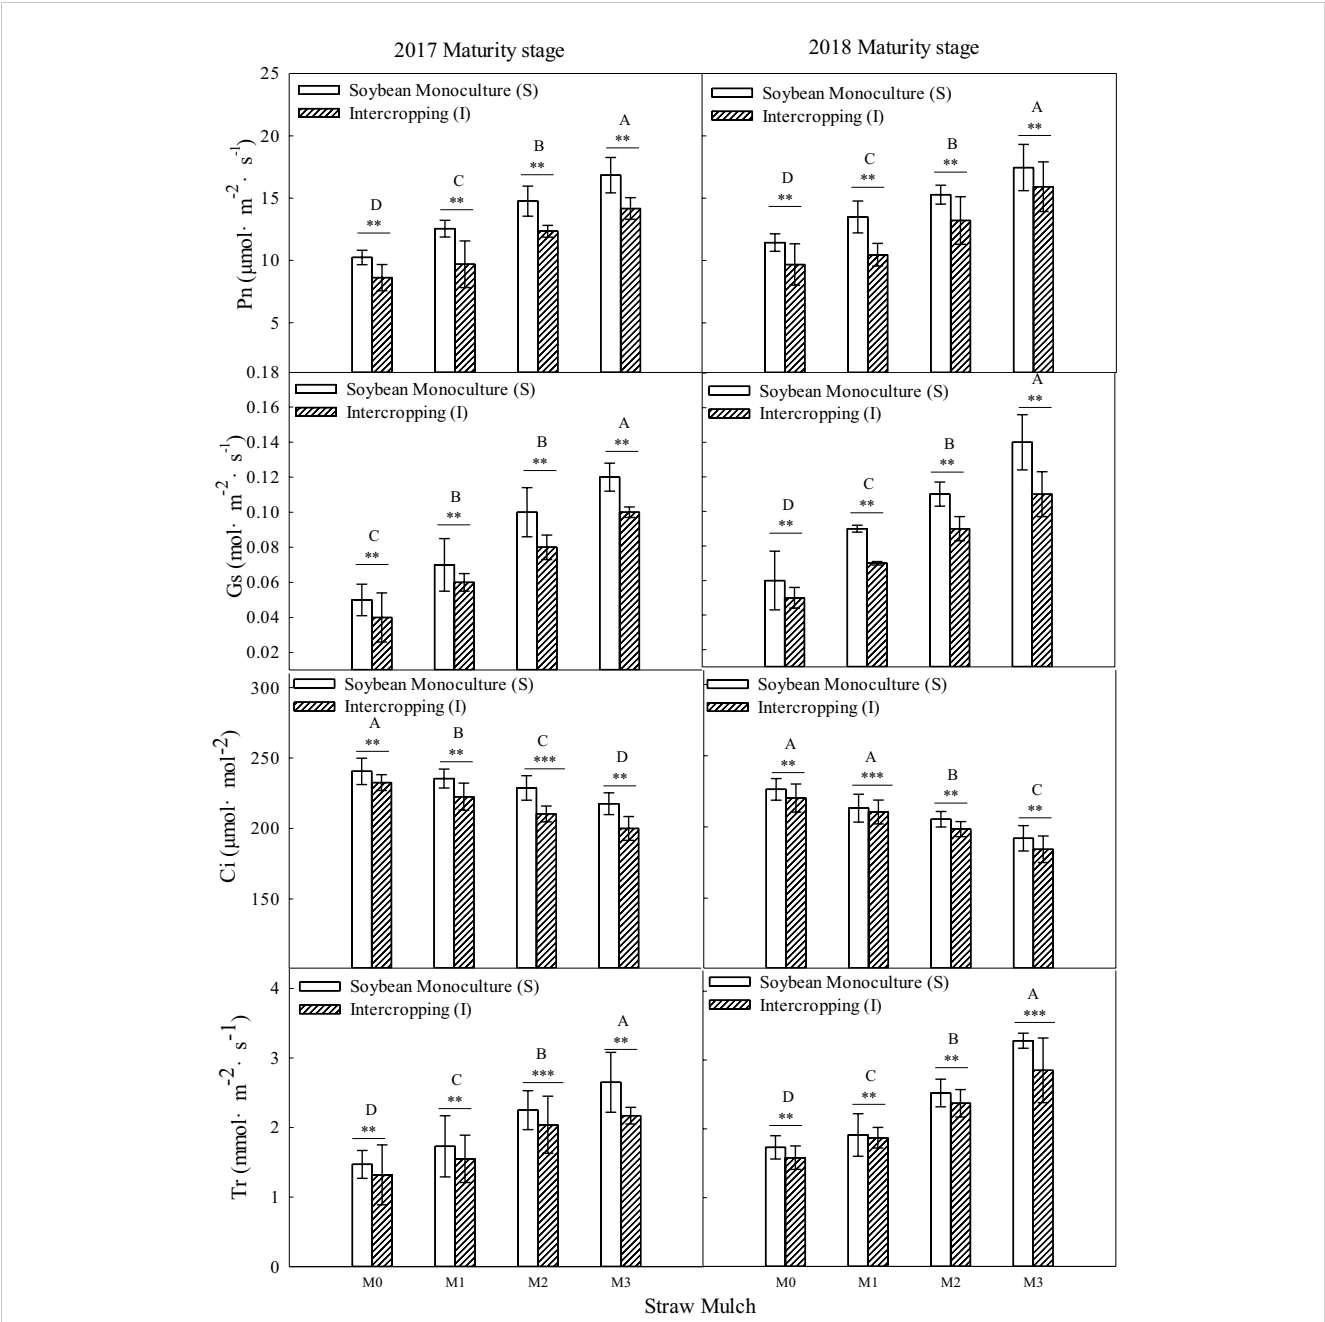 2017 Maturity stage
2018 Maturity stage
Pn (μmol· m-2 · s-1)
25
20
15
10
5
Soybean Monoculture (S)
Intercropping (I)
D
**
C
**
B
**
A
**
Soybean Monoculture (S)
Intercropping (I)
D
**
C
**
B
**
A
**
Gs (mol· m-2 · s-1)
0.18
0.16
0.14
0.12
0.10
0.08
0.06
0.04
0.02
Soybean Monoculture (S)
Intercropping (I)
C
**
B
**
B
**
A
**
Soybean Monoculture (S)
Intercropping (I)
D
**
C
**
B
**
A
**
Ci (μmol· mol-2)
300
250
200
150
Soybean Monoculture (S)
Intercropping (I)
A
**
B
**
C
***
D
**
Soybean Monoculture (S)
Intercropping (I)
A
**
A
***
B
**
C
**
Tr (mmol· m-2 · s-1)
4
3
2
1
0
Soybean Monoculture (S)
Intercropping (I)
D
**
C
**
B
***
A
**
Soybean Monoculture (S)
Intercropping (I)
D
**
C
**
B
**
A
***
M0 M1 M2 M3
M0 M1 M2 M3
Straw Mulch